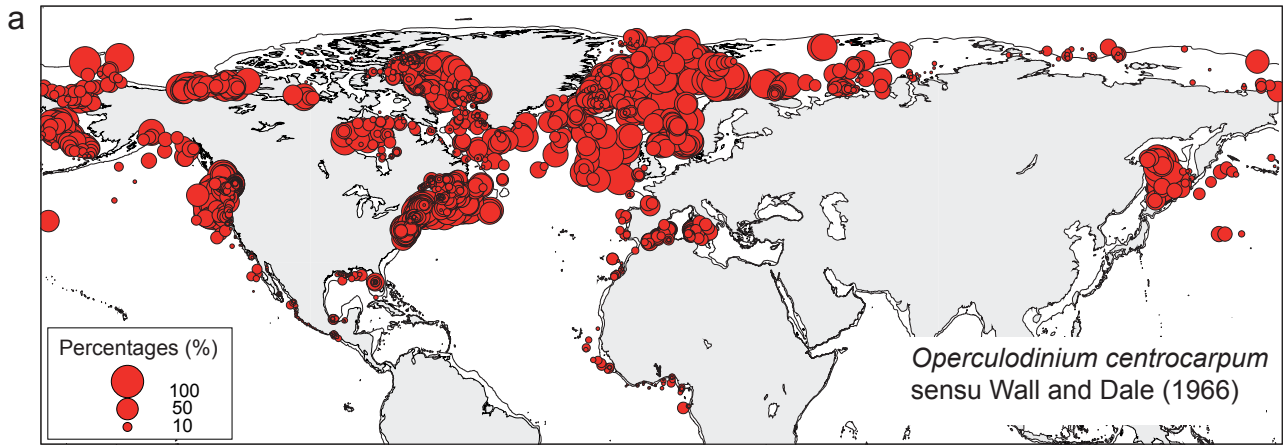 a
Percentages (%)
100
50
10
Operculodinium centrocarpum
sensu Wall and Dale (1966)